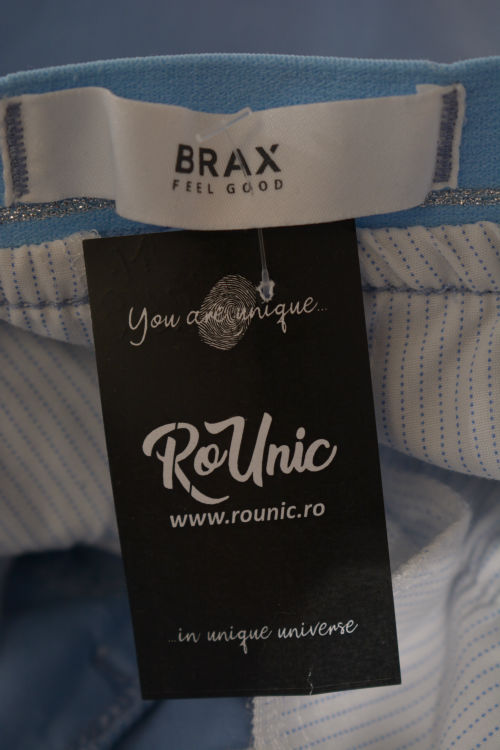 BRAX
FEEL GOOD
You are unique...
RoUnic
www.rounic.ro
...in unique universe